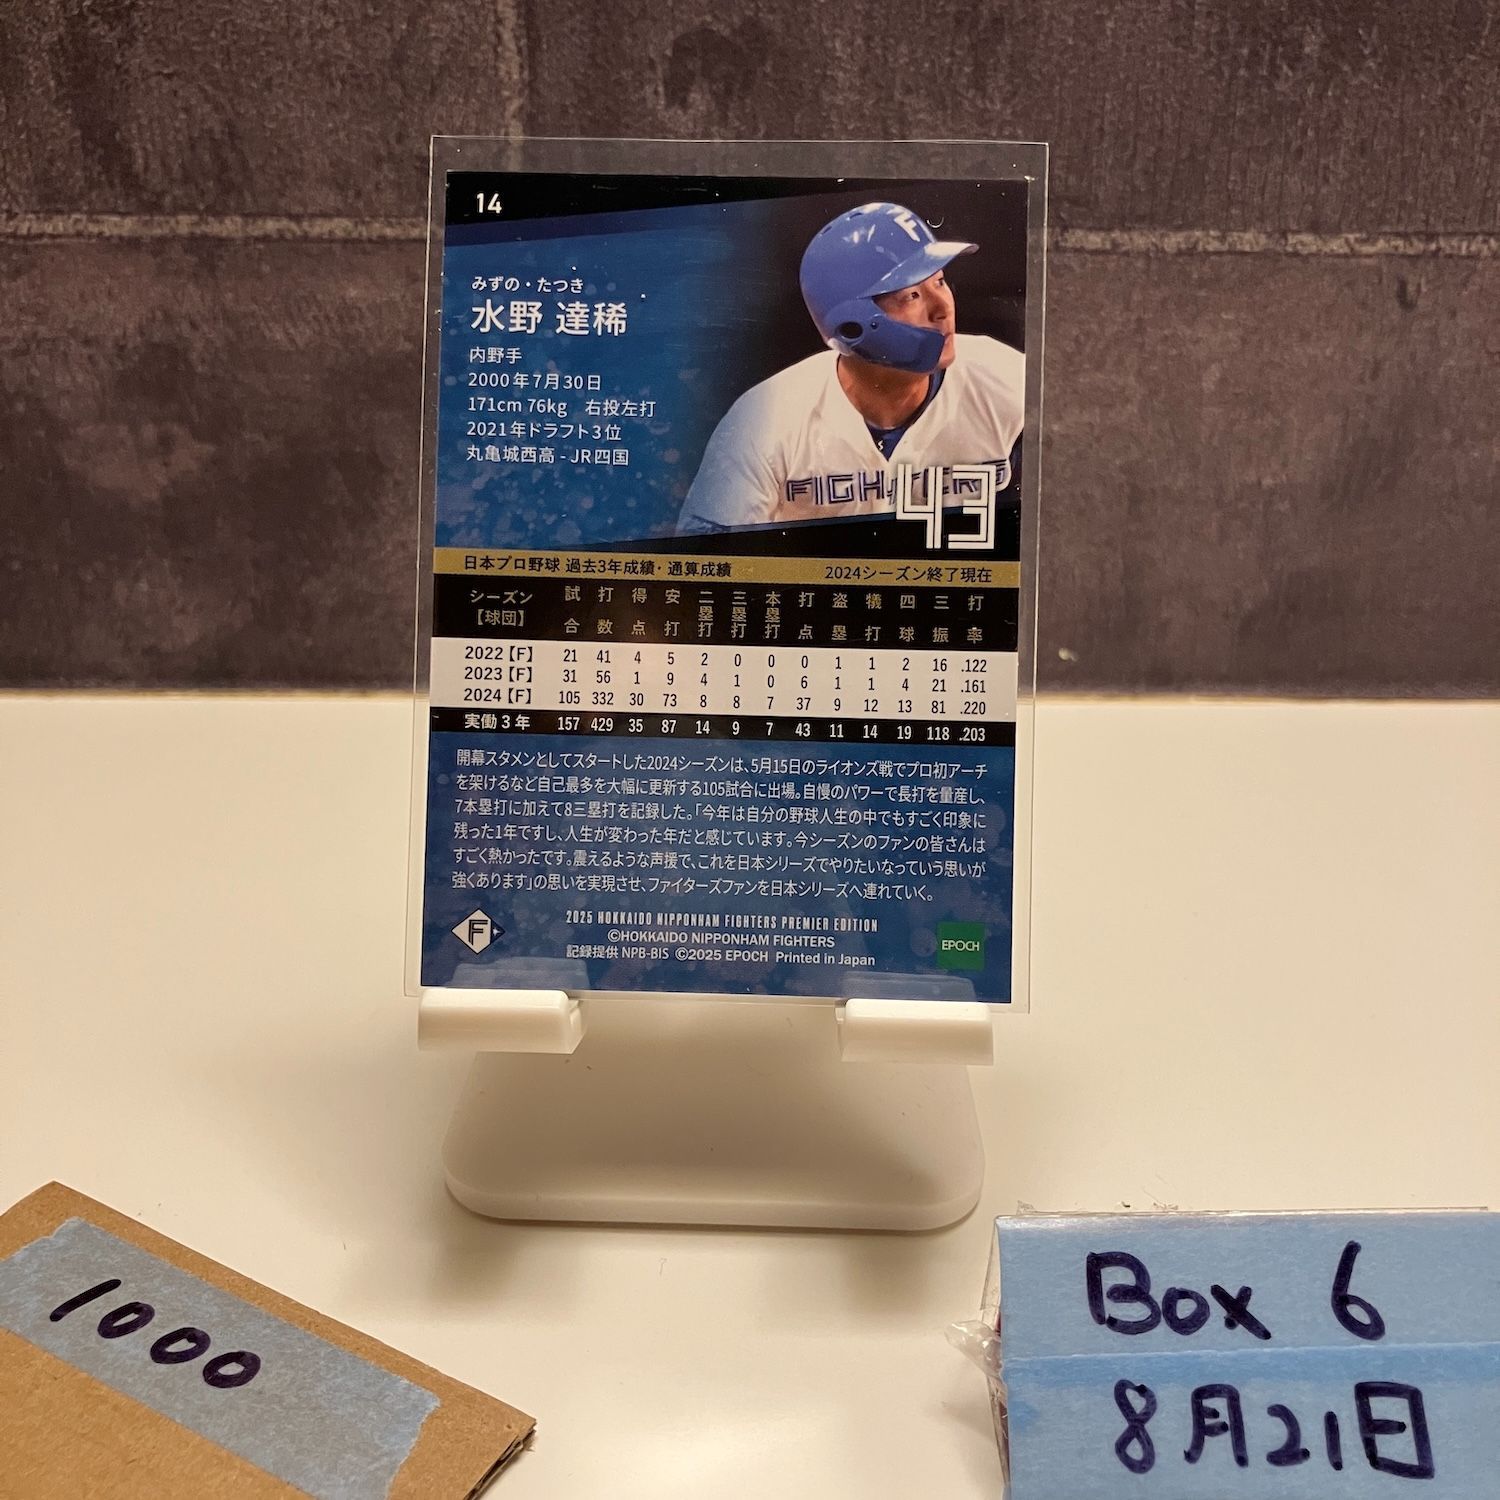 14
F
みずの・たつき
水野 達稀
内野手
2000年7月30日
171cm 76kg 右投左打
2021年ドラフト3位
丸亀城西高 - JR四国
FIGHTERS
43
日本プロ野球 過去3年成績・通算成績 2024シーズン終了現在
シーズン【球団】 試合 打数 得点 安打 二塁打 三塁打 本塁打 打点 盗塁 犠打 四球 三振 打率
2022【F】 21 41 4 5 2 0 0 0 1 1 2 16 .122
2023【F】 31 56 1 9 4 1 0 6 1 1 4 21 .161
2024【F】 105 332 30 73 8 8 7 37 9 12 13 81 .220
実働3年 157 429 35 87 14 9 7 43 11 14 19 118 .203
開幕スタメンとしてスタートした2024シーズンは、5月15日のライオンズ戦でプロ初アーチ
を架けるなど自己最多を大幅に更新する105試合に出場。自慢のパワーで長打を量産し、
7本塁打に加えて8三塁打を記録した。「今年は自分の野球人生の中でもすごく印象に
残った1年ですし、人生が変わった年だと感じています。今シーズンのファンの皆さんは
すごく熱かったです。震えるような声援で、これを日本シリーズでやりたいなっていう思いが
強くあります」の思いを実現させ、ファイターズファンを日本シリーズへ連れていく。
F
2025 HOKKAIDO NIPPONHAM FIGHTERS PREMIER EDITION
©HOKKAIDO NIPPONHAM FIGHTERS
記録提供 NPB-BIS ©2025 EPOCH Printed in Japan
EPOCH
1000
Box 6
8月21日